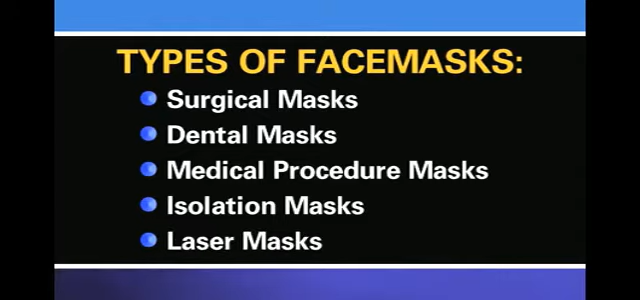 TYPES OF FACEMASKS:
Surgical Masks
Dental Masks
Medical Procedure Masks
Isolation Masks
Laser Masks